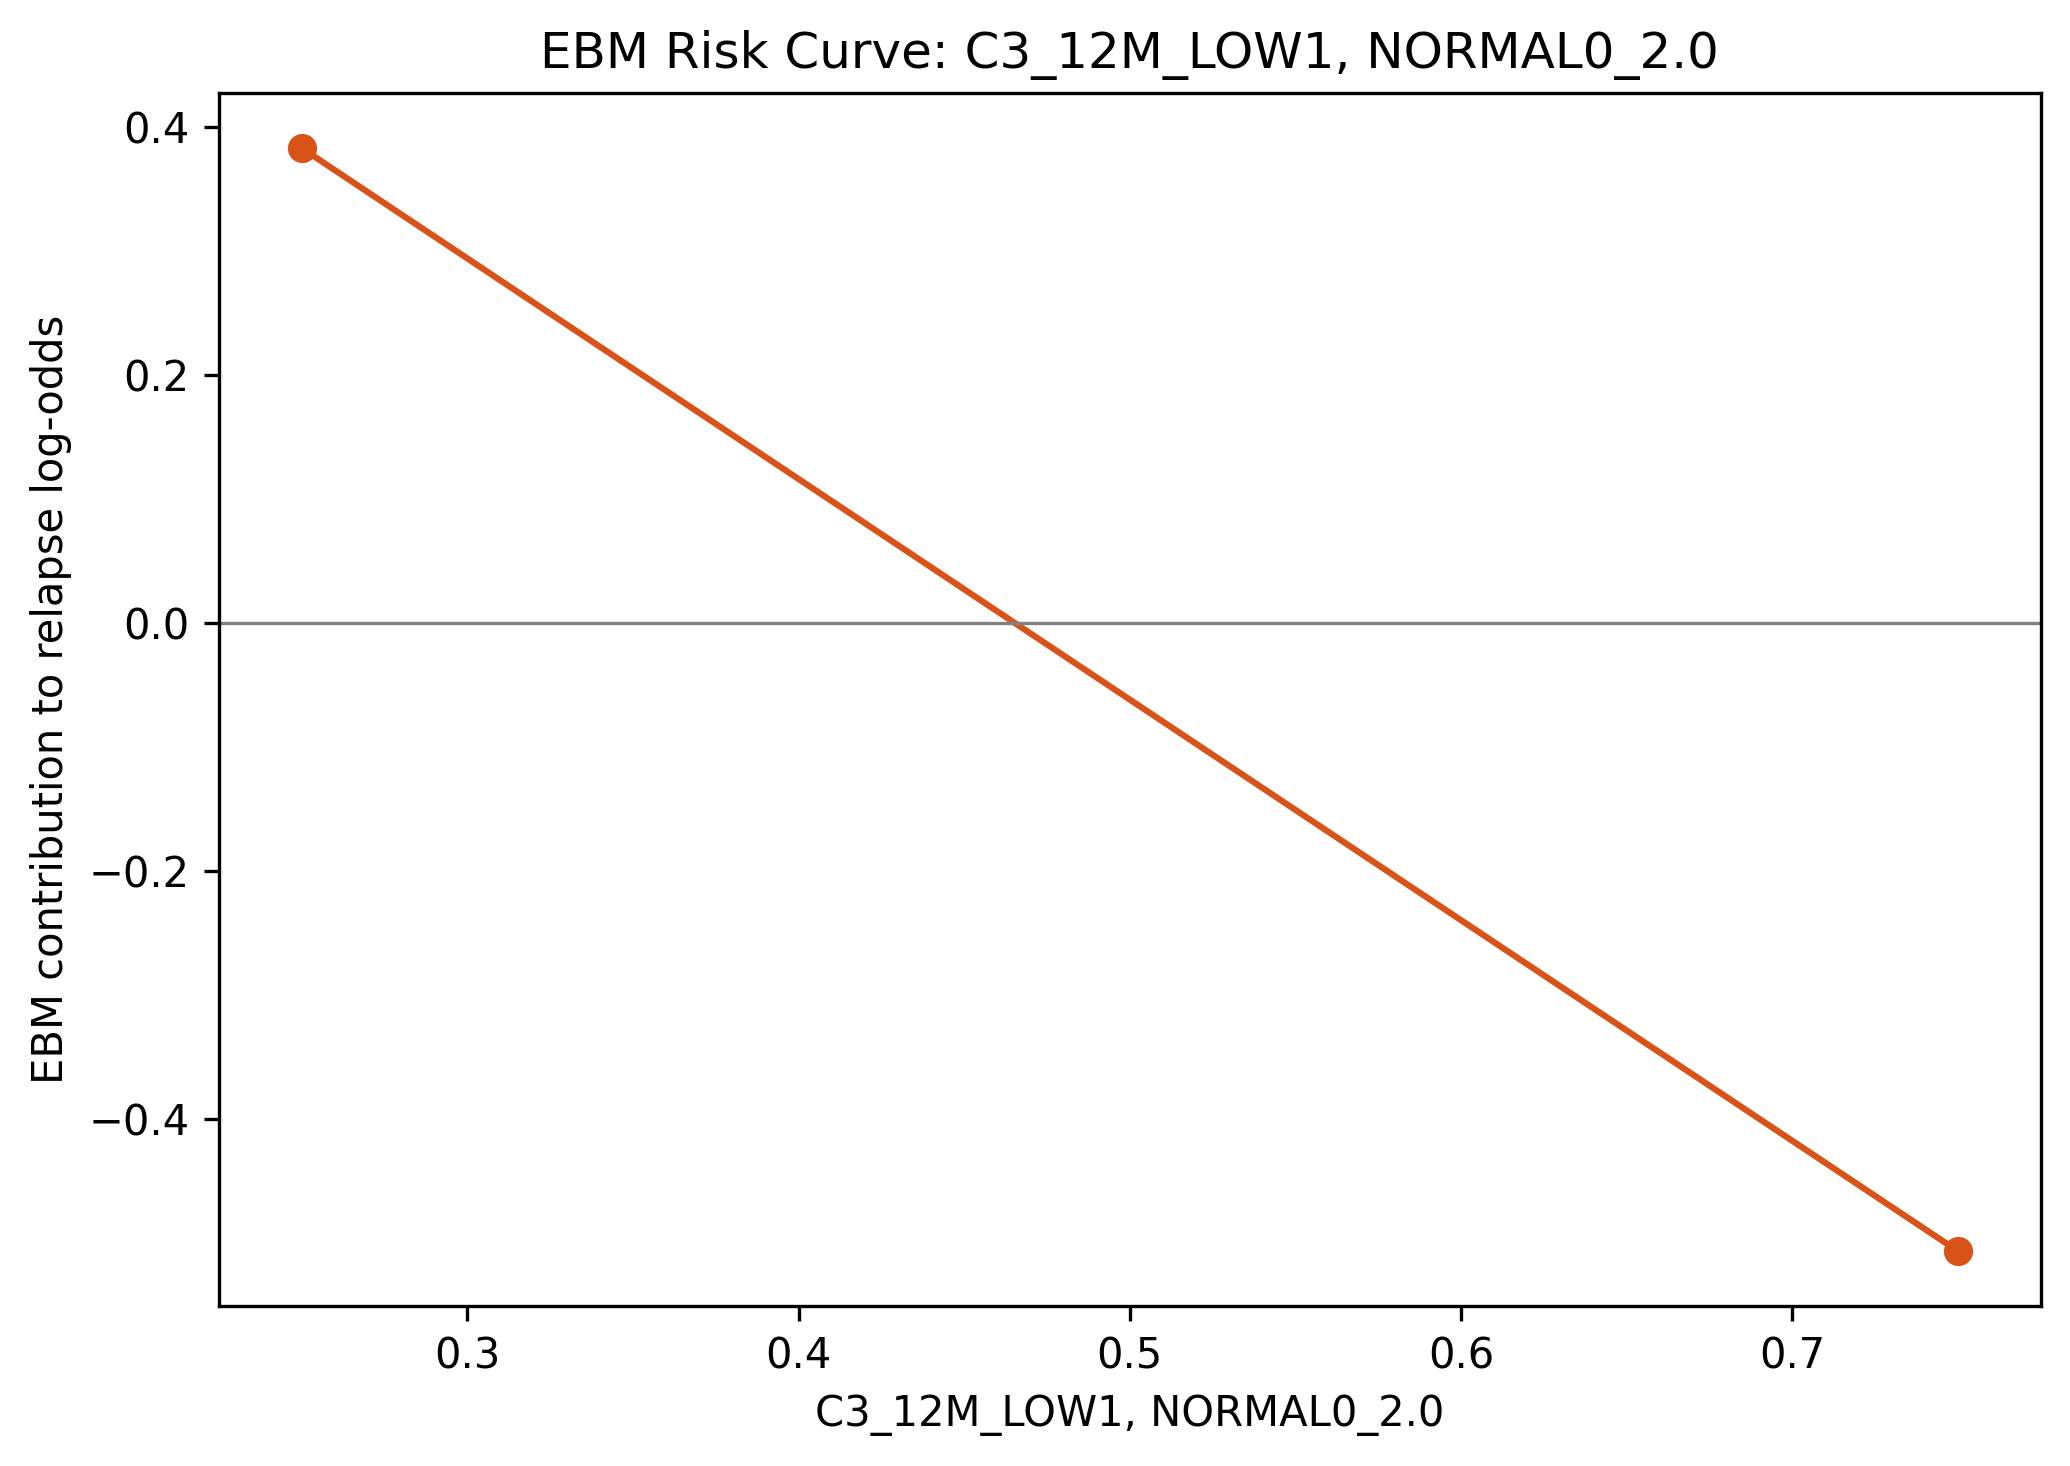 EBM Risk Curve: C3_12M_LOW1, NORMAL0_2.0
EBM contribution to relapse log-odds
0.4
0.2
0.0
−0.2
−0.4
0.3 0.4 0.5 0.6 0.7
C3_12M_LOW1, NORMAL0_2.0